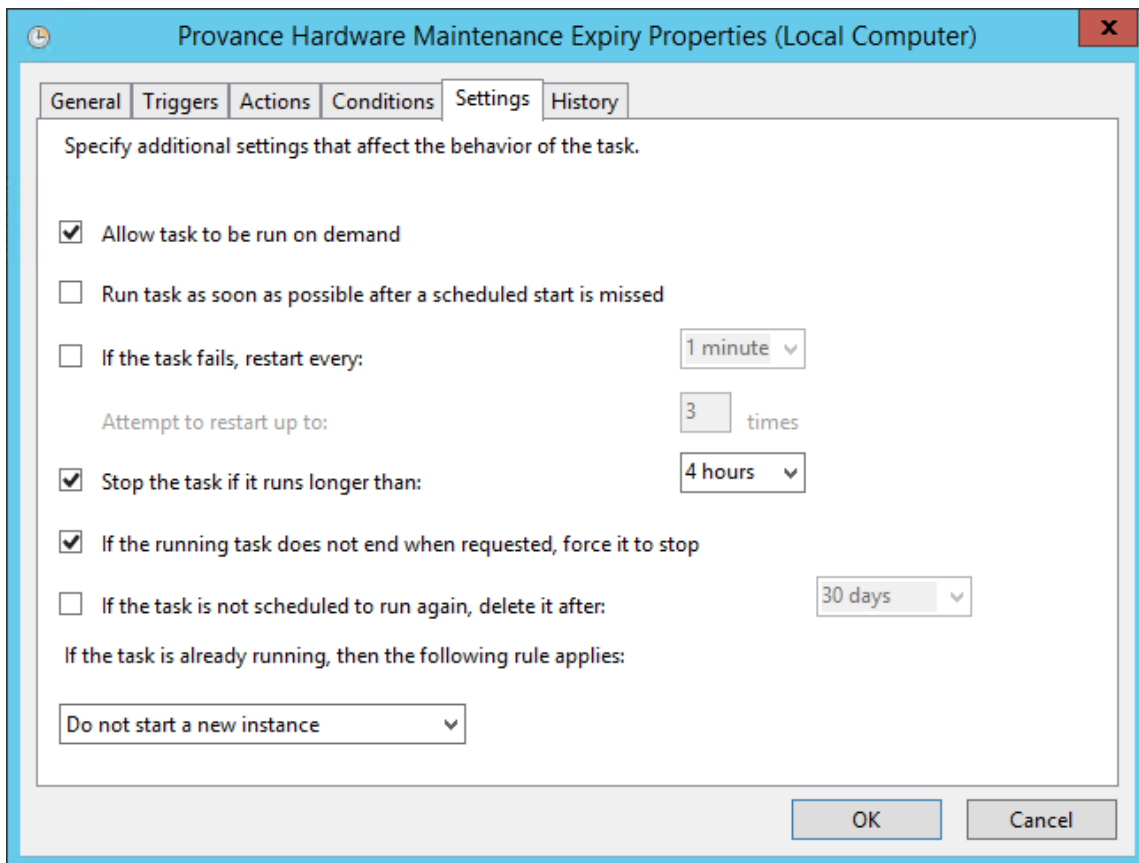 Provance Hardware Maintenance Expiry Properties (Local Computer)
x
General Triggers Actions Conditions Settings History
Specify additional settings that affect the behavior of the task.
Allow task to be run on demand
Run task as soon as possible after a scheduled start is missed
If the task fails, restart every: 1 minute
Attempt to restart up to: 3 times
Stop the task if it runs longer than: 4 hours
If the running task does not end when requested, force it to stop
If the task is not scheduled to run again, delete it after: 30 days
If the task is already running, then the following rule applies:
Do not start a new instance
OK Cancel